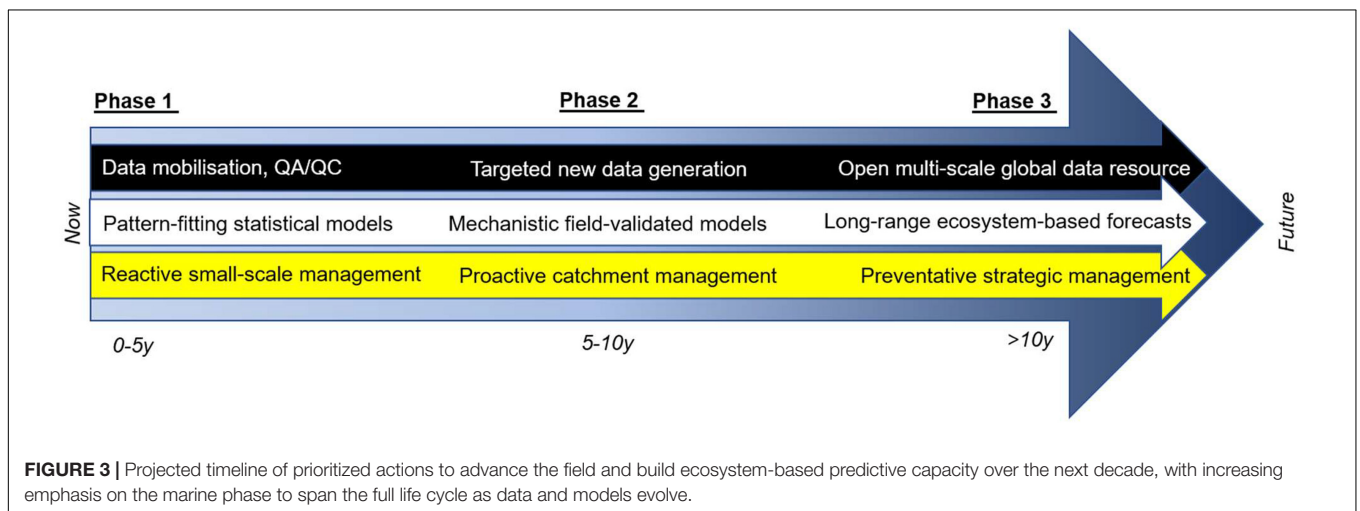 Phase 1 Phase 2 Phase 3
Data mobilisation, QA/QC Targeted new data generation Open multi-scale global data resource
Now Pattern-fitting statistical models Mechanistic field-validated models Long-range ecosystem-based forecasts Future
Reactive small-scale management Proactive catchment management Preventative strategic management
0-5y 5-10y >10y
FIGURE 3 | Projected timeline of prioritized actions to advance the field and build ecosystem-based predictive capacity over the next decade, with increasing
emphasis on the marine phase to span the full life cycle as data and models evolve.